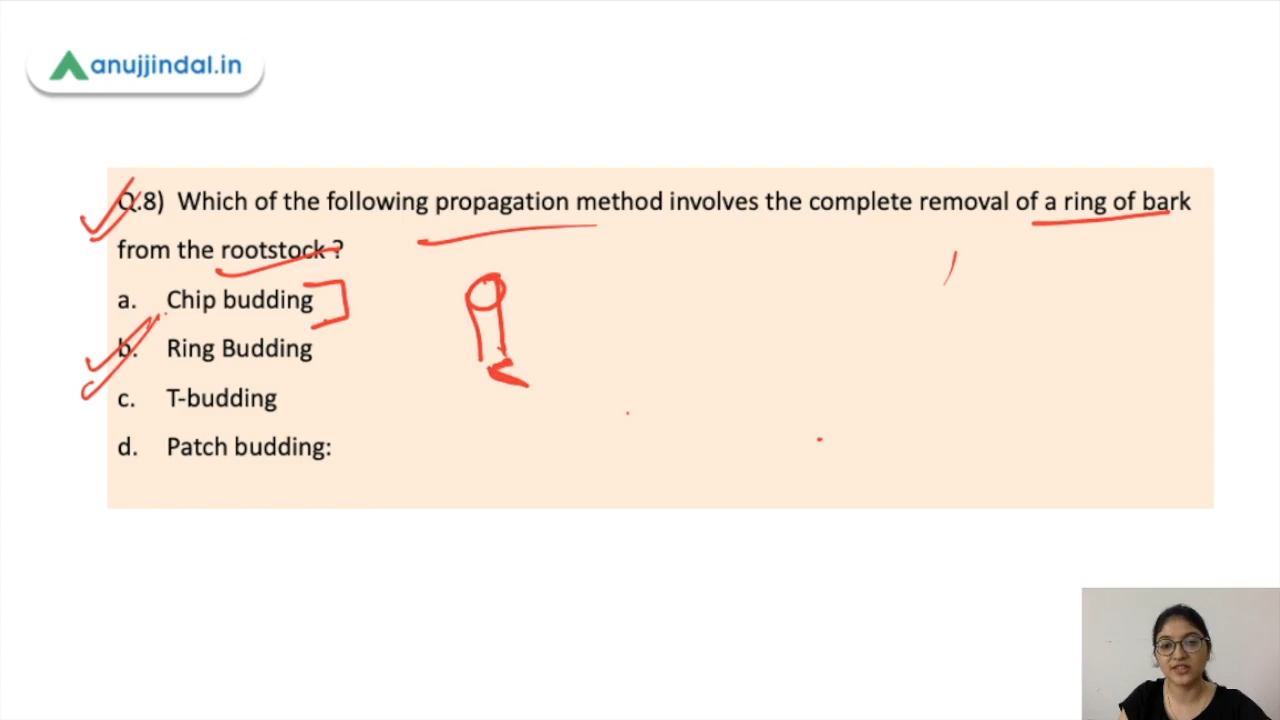 anujjindal.in
Q.8) Which of the following propagation method involves the complete removal of a ring of bark
from the rootstock ?
a. Chip budding
b. Ring Budding
c. T-budding
d. Patch budding: